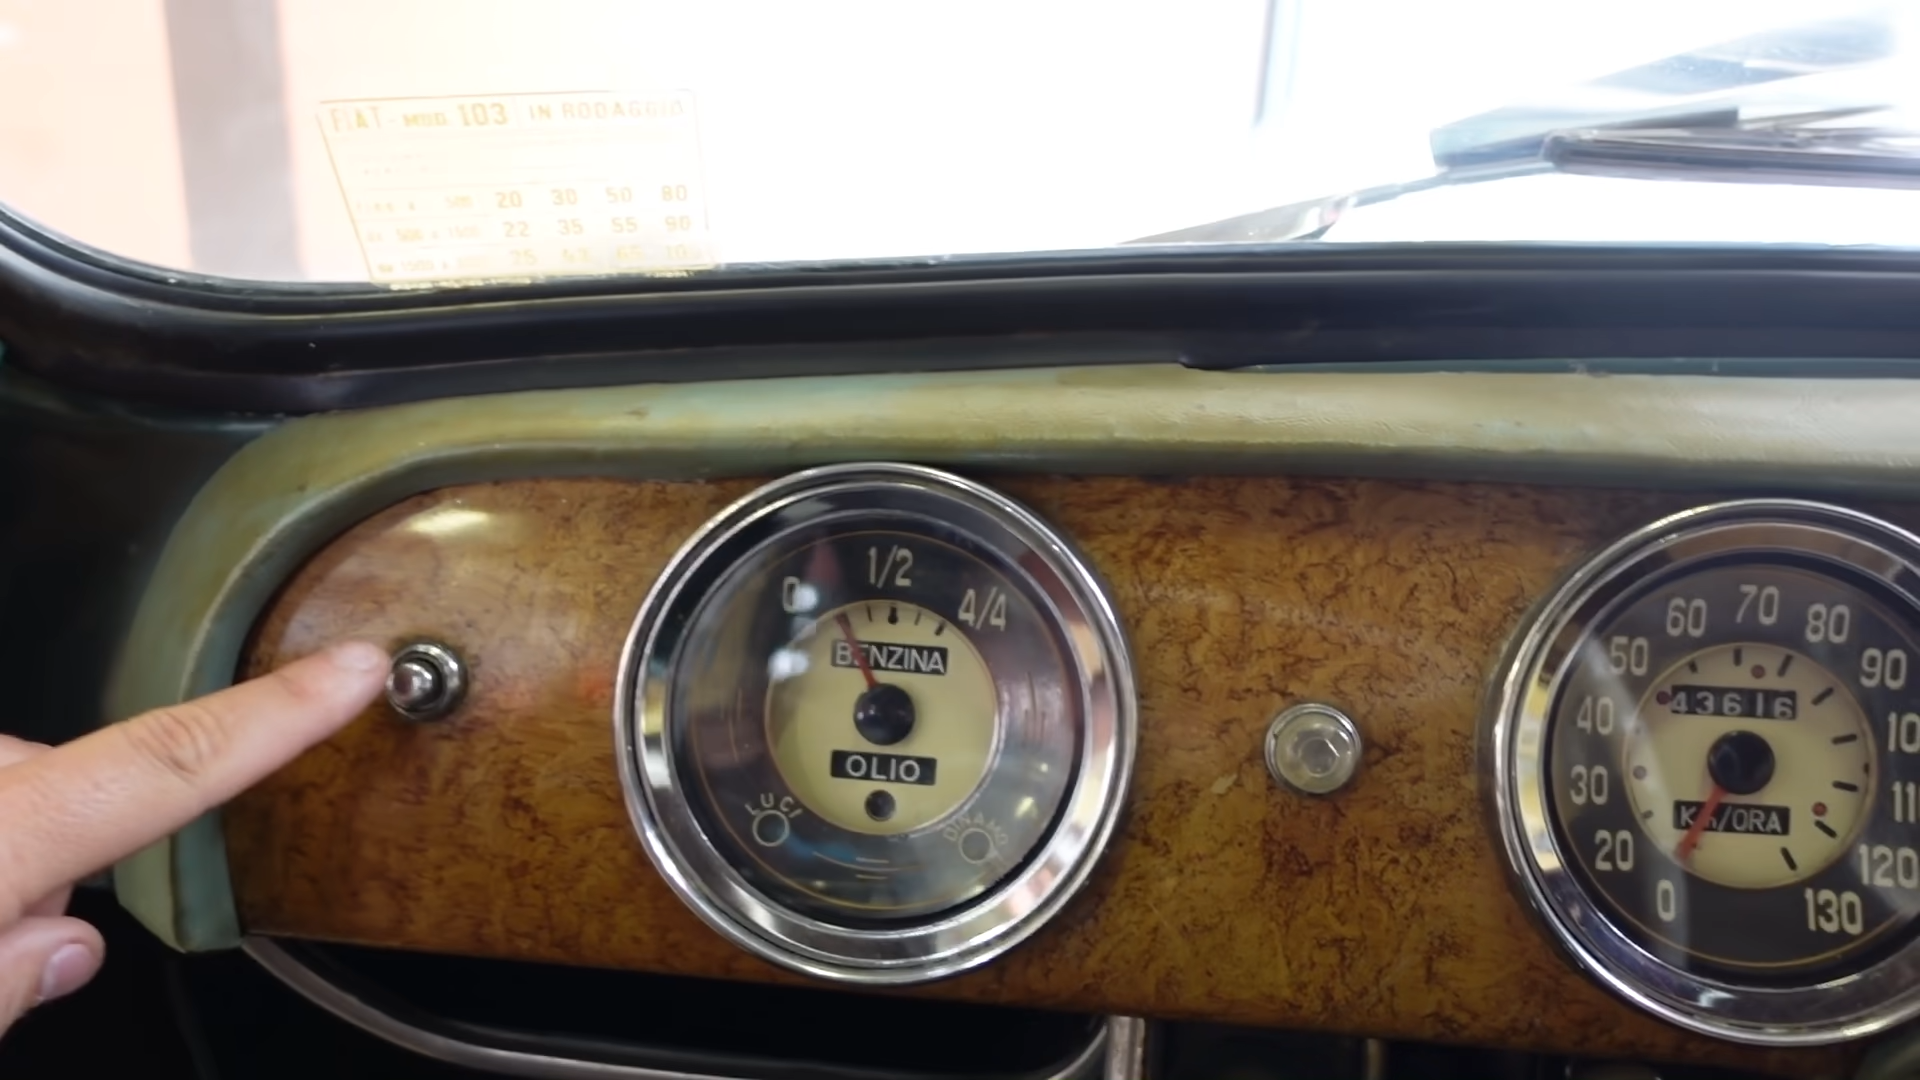 FIAT - MOD. 103 IN RODAGGIO
20 30 50 80
22 35 55 90
0 1/2 4/4
BENZINA
OLIO
LUCI
DINAMO
0 20 30 40 50 60 70 80 90 120 130
43616
Km/ORA